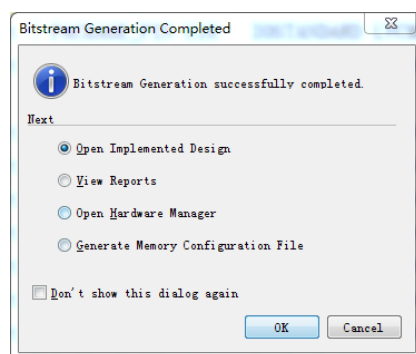 Bitstream Generation Completed
Bitstream Generation successfully completed.
Next
Open Implemented Design
View Reports
Open Hardware Manager
Generate Memory Configuration File
Don't show this dialog again
OK
Cancel